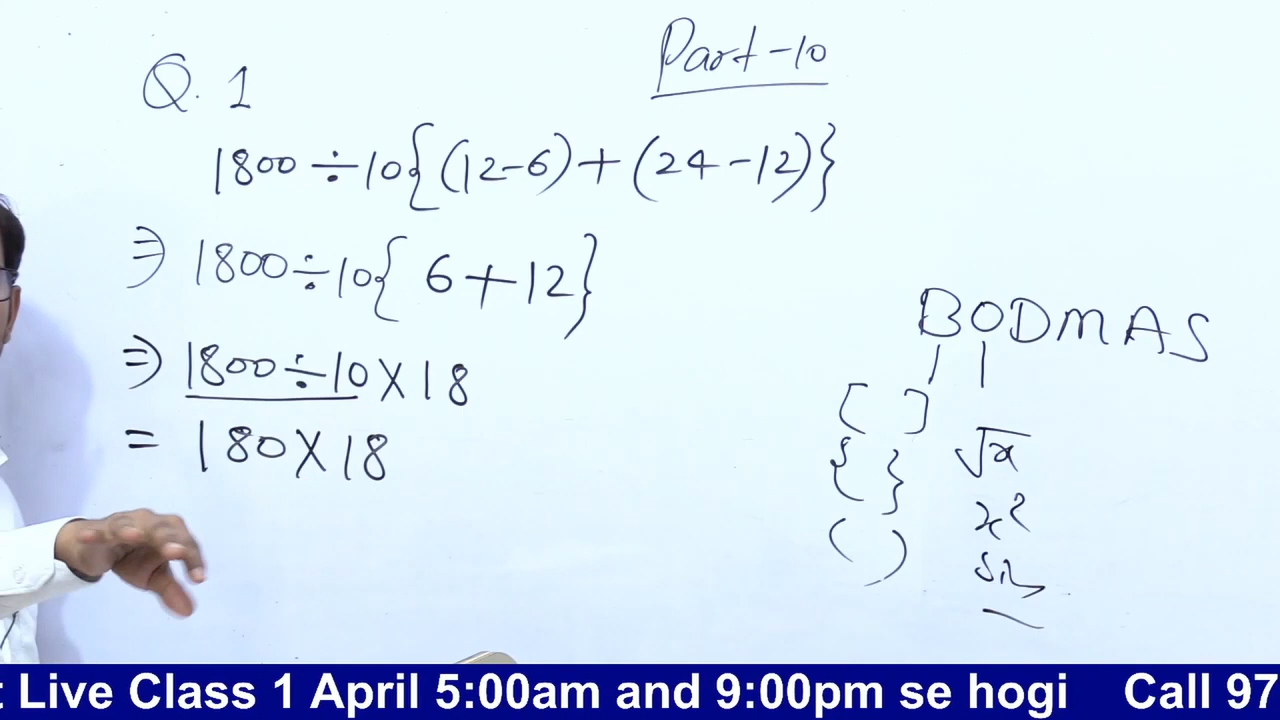 Part-10
Q. 1
1800 ÷ 10{(12-6)+(24-12)}
⇒ 1800÷10{ 6+12}
⇒ 1800÷10×18
= 180×18
BODMAS
[ ]
{ } √x
x²
( )
t Live Class 1 April 5:00am and 9:00pm se hogi Call 97